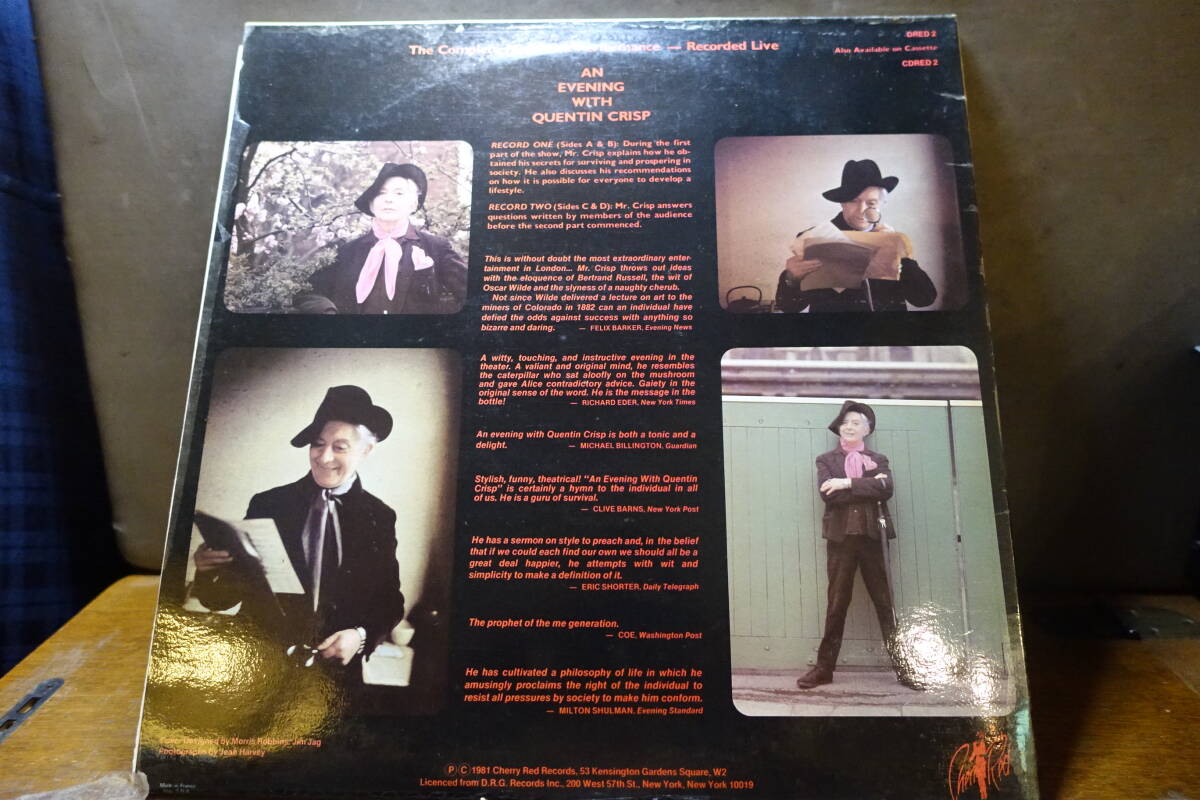 The Complete Performance — Recorded Live
DRED 2
Also Available on Cassette
CDRED 2
AN
EVENING
WITH
QUENTIN CRISP
RECORD ONE (Sides A & B): During the first
part of the show, Mr. Crisp explains how he ob-
tained his secrets for surviving and prospering in
society. He also discusses his recommendations
on how it is possible for everyone to develop a
lifestyle.
RECORD TWO (Sides C & D): Mr. Crisp answers
questions written by members of the audience
before the second part commenced.
This is without doubt the most extraordinary enter-
tainment in London... Mr. Crisp throws out ideas
with the eloquence of Bertrand Russell, the wit of
Oscar Wilde and the slyness of a naughty cherub.
Not since Wilde delivered a lecture on art to the
miners of Colorado in 1882 can an individual have
defied the odds against success with anything so
bizarre and daring. — FELIX BARKER, Evening News
A witty, touching, and instructive evening in the
theater. A valiant and original mind, he resembles
the caterpillar who sat aloofly on the mushroom
and gave Alice contradictory advice. Gaiety in the
original sense of the word. He is the message in the
bottle! — RICHARD EDER, New York Times
An evening with Quentin Crisp is both a tonic and a
delight. — MICHAEL BILLINGTON, Guardian
Stylish, funny, theatrical! "An Evening With Quentin
Crisp" is certainly a hymn to the individual in all
of us. He is a guru of survival.
— CLIVE BARNS, New York Post
He has a sermon on style to preach and, in the belief
that if we could each find our own we should all be a
great deal happier, he attempts with wit and
simplicity to make a definition of it.
— ERIC SHORTER, Daily Telegraph
The prophet of the me generation.
— COE, Washington Post
He has cultivated a philosophy of life in which he
amusingly proclaims the right of the individual to
resist all pressures by society to make him conform.
— MILTON SHULMAN, Evening Standard
Cover Designed by Morris Robbins, Jim Jag
Photographs by Jean Harvey
Made in France
Ⓟ Ⓒ 1981 Cherry Red Records, 53 Kensington Gardens Square, W2
Licenced from D.R.G. Records Inc., 200 West 57th St., New York, New York 10019
Cherry Red